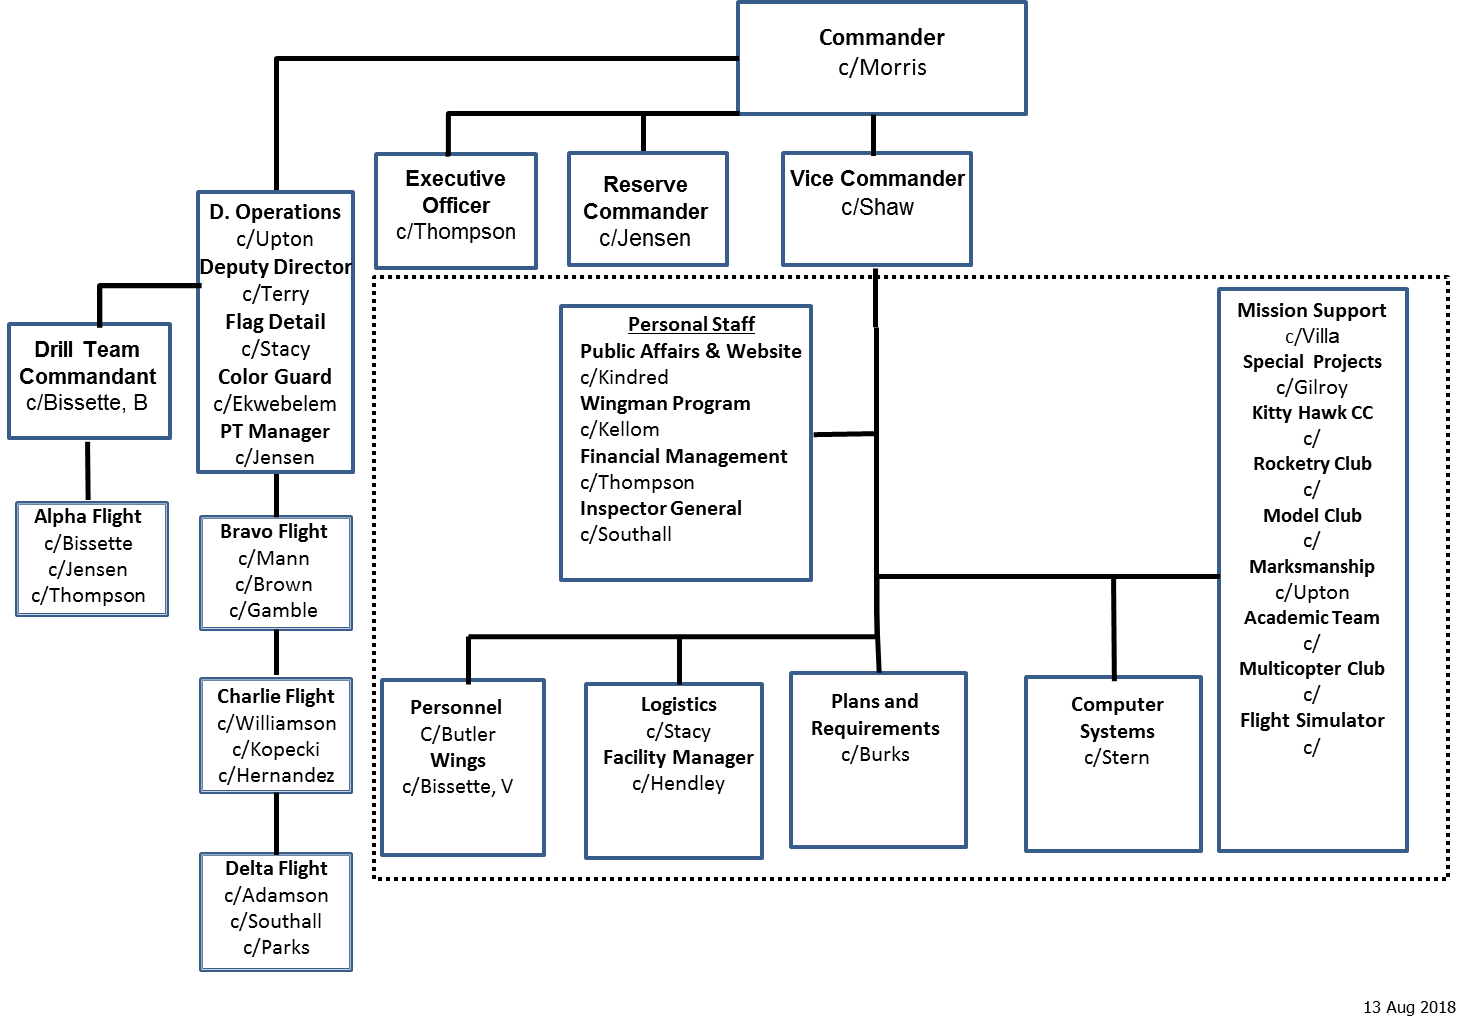 Commander
c/Morris
Executive
Officer
c/Thompson
Reserve
Commander
c/Jensen
Vice Commander
c/Shaw
D. Operations
c/Upton
Deputy Director
c/Terry
Flag Detail
c/Stacy
Color Guard
c/Ekwebelem
PT Manager
c/Jensen
Drill Team
Commandant
c/Bissette, B
Alpha Flight
c/Bissette
c/Jensen
c/Thompson
Bravo Flight
c/Mann
c/Brown
c/Gamble
Charlie Flight
c/Williamson
c/Kopecki
c/Hernandez
Delta Flight
c/Adamson
c/Southall
c/Parks
Personal Staff
Public Affairs & Website
c/Kindred
Wingman Program
c/Kellom
Financial Management
c/Thompson
Inspector General
c/Southall
Mission Support
c/Villa
Special Projects
c/Gilroy
Kitty Hawk CC
c/
Rocketry Club
c/
Model Club
c/
Marksmanship
c/Upton
Academic Team
c/
Multicopter Club
c/
Flight Simulator
c/
Personnel
C/Butler
Wings
c/Bissette, V
Logistics
c/Stacy
Facility Manager
c/Hendley
Plans and
Requirements
c/Burks
Computer
Systems
c/Stern
13 Aug 2018